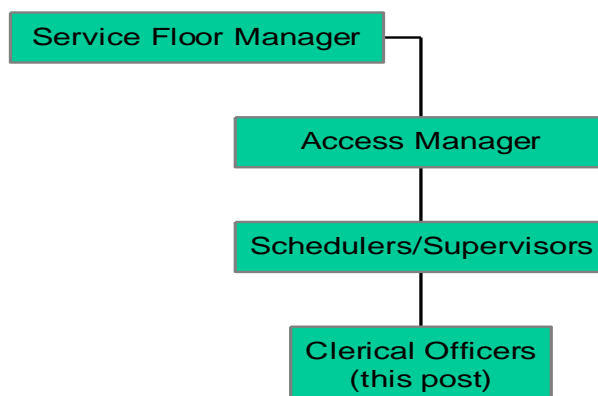 Service Floor Manager
Access Manager
Schedulers/Supervisors
Clerical Officers
(this post)